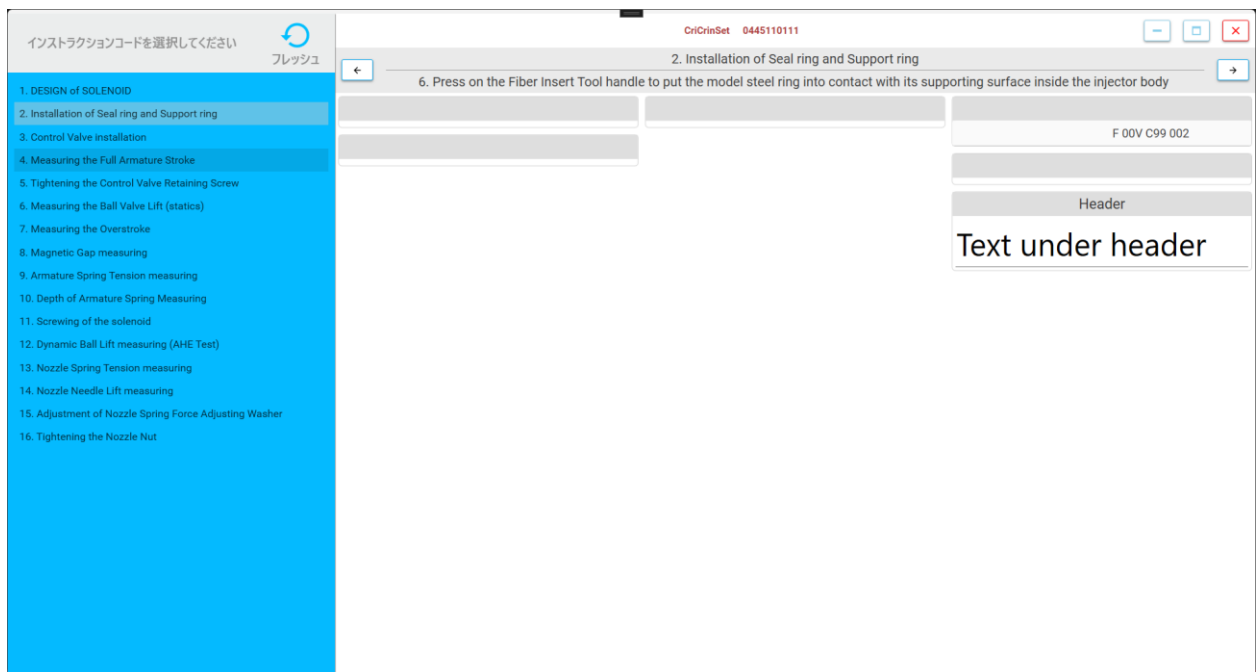 インストラクションコードを選択してください
フレッシュ
1. DESIGN of SOLENOID
2. Installation of Seal ring and Support ring
3. Control Valve installation
4. Measuring the Full Armature Stroke
5. Tightening the Control Valve Retaining Screw
6. Measuring the Ball Valve Lift (statics)
7. Measuring the Overstroke
8. Magnetic Gap measuring
9. Armature Spring Tension measuring
10. Depth of Armature Spring Measuring
11. Screwing of the solenoid
12. Dynamic Ball Lift measuring (AHE Test)
13. Nozzle Spring Tension measuring
14. Nozzle Needle Lift measuring
15. Adjustment of Nozzle Spring Force Adjusting Washer
16. Tightening the Nozzle Nut
CriCrinSet 0445110111
2. Installation of Seal ring and Support ring
6. Press on the Fiber Insert Tool handle to put the model steel ring into contact with its supporting surface inside the injector body
F 00V C99 002
Header
Text under header